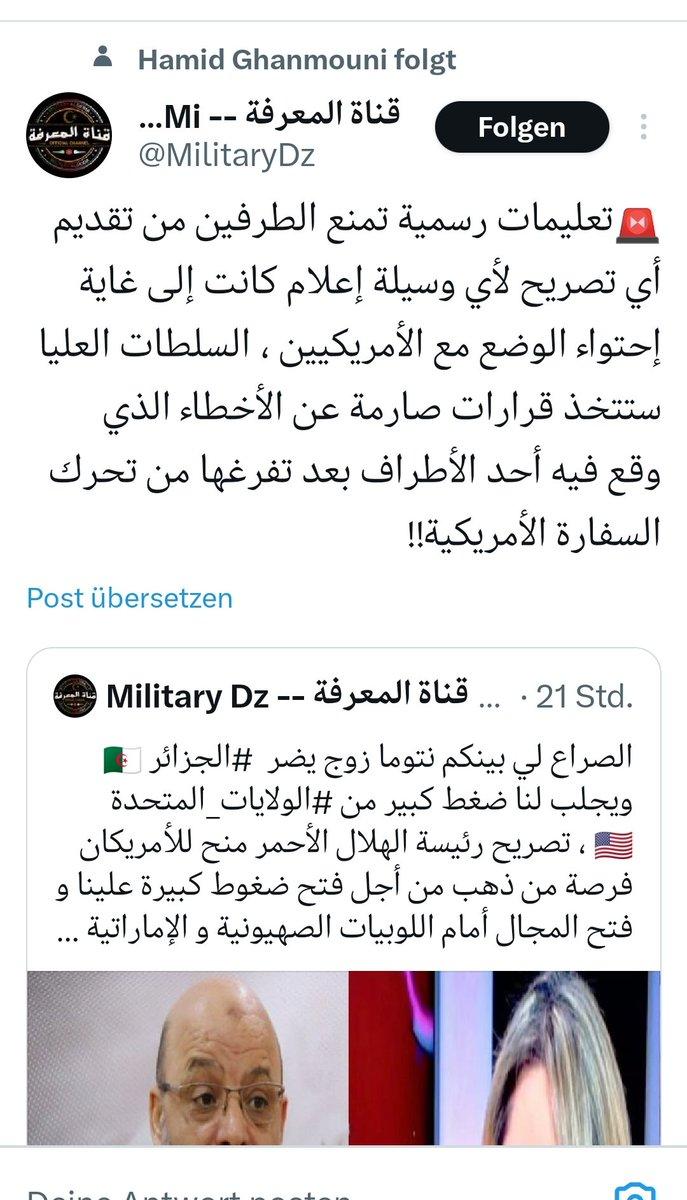 Hamid Ghanmouni folgt
قناة المعرفة -- Mi...
@MilitaryDz
Folgen
🚨تعليمات رسمية تمنع الطرفين من تقديم
أي تصريح لأي وسيلة إعلام كانت إلى غاية
إحتواء الوضع مع الأمريكيين ، السلطات العليا
ستتخذ قرارات صارمة عن الأخطاء الذي
وقع فيه أحد الأطراف بعد تفرغها من تحرك
السفارة الأمريكية!!
Post übersetzen
Military Dz -- قناة المعرفة ... · 21 Std.
الصراع لي بينكم نتوما زوج يضر #الجزائر 🇩🇿
ويجلب لنا ضغط كبير من #الولايات_المتحدة
🇺🇸 ، تصريح رئيسة الهلال الأحمر منح للأمريكان
فرصة من ذهب من أجل فتح ضغوط كبيرة علينا و
فتح المجال أمام اللوبيات الصهيونية و الإماراتية ...
Deine Antwort posten